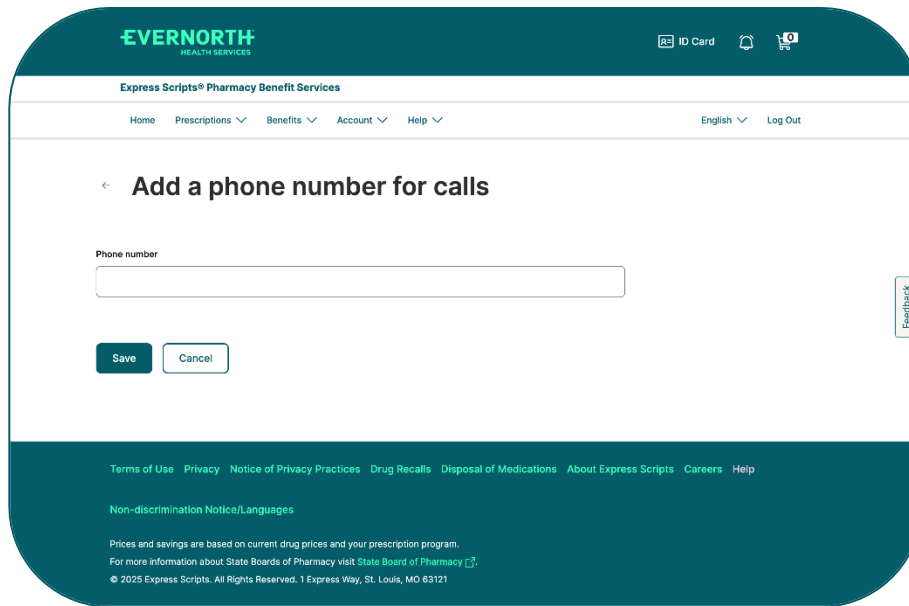 EVERNORTH
HEALTH SERVICES
ID Card
0
Express Scripts® Pharmacy Benefit Services
Home Prescriptions Benefits Account Help English Log Out
Add a phone number for calls
Phone number
Feedback
Save Cancel
Terms of Use Privacy Notice of Privacy Practices Drug Recalls Disposal of Medications About Express Scripts Careers Help
Non-discrimination Notice/Languages
Prices and savings are based on current drug prices and your prescription program.
For more information about State Boards of Pharmacy visit State Board of Pharmacy.
© 2025 Express Scripts. All Rights Reserved. 1 Express Way, St. Louis, MO 63121